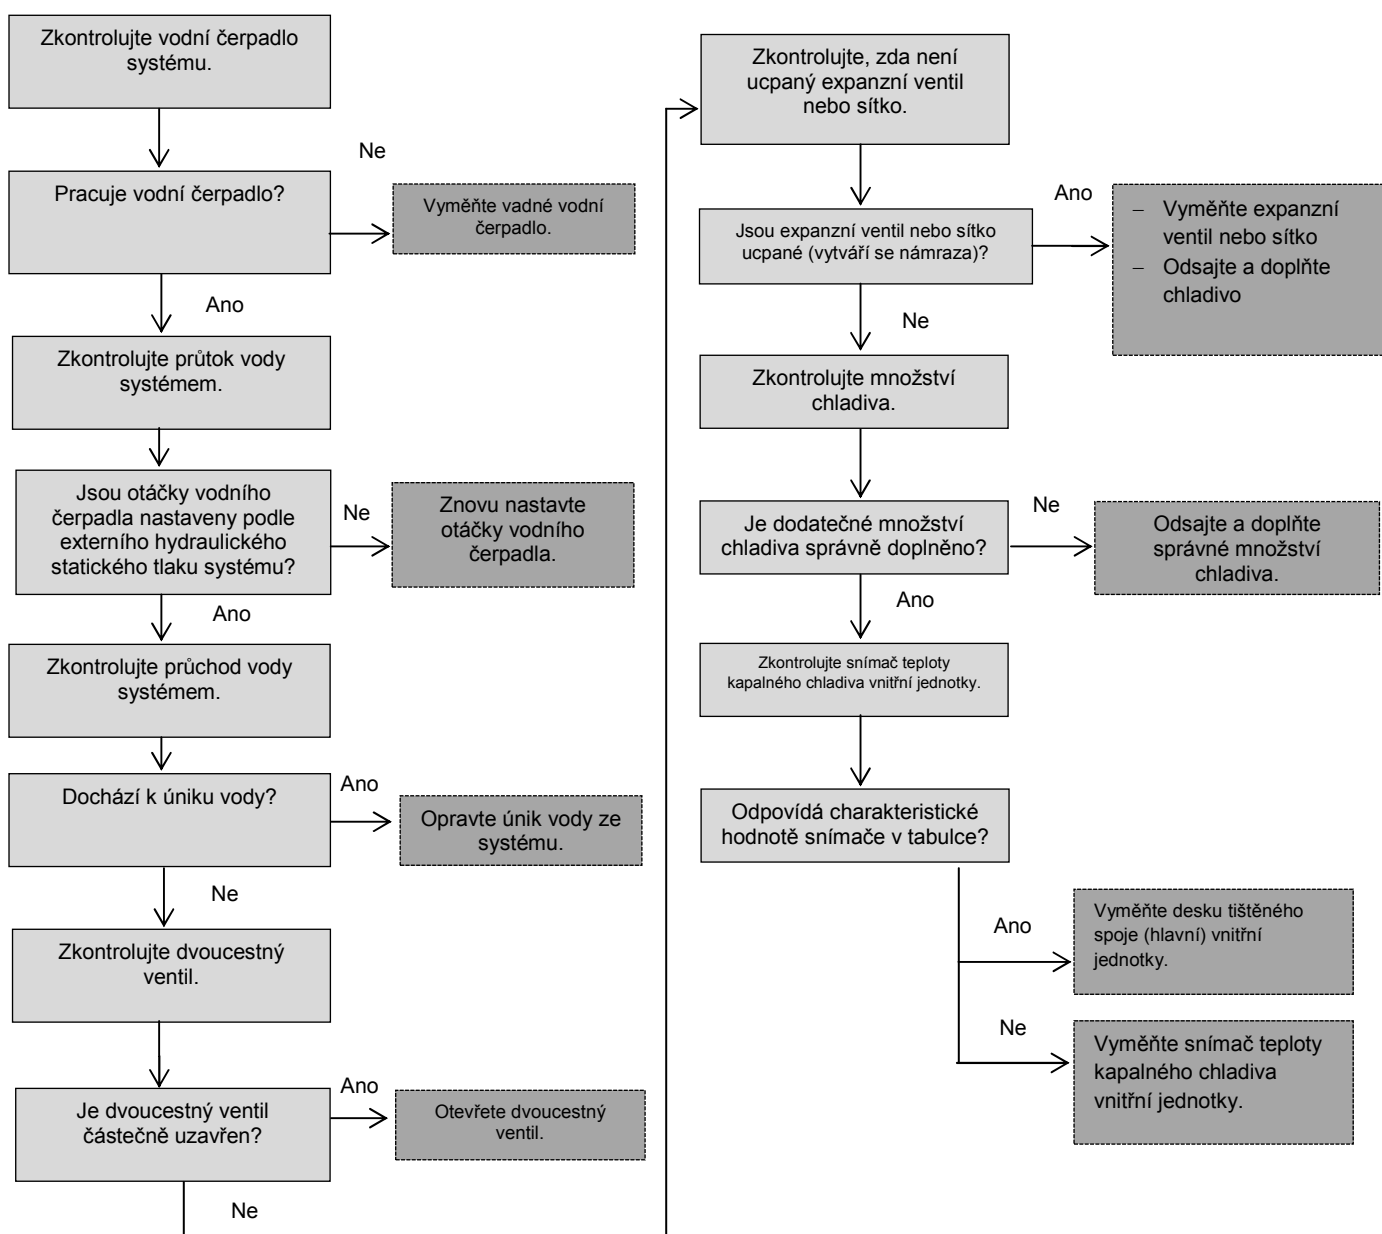 Zkontrolujte vodní čerpadlo
systému.
Ne
Pracuje vodní čerpadlo?
Vyměňte vadné vodní
čerpadlo.
Ano
Zkontrolujte průtok vody
systémem.
Jsou otáčky vodního
čerpadla nastaveny podle
externího hydraulického
statického tlaku systému?
Ne
Znovu nastavte
otáčky vodního
čerpadla.
Ano
Zkontrolujte průchod vody
systémem.
Dochází k úniku vody?
Ano
Opravte únik vody ze
systému.
Ne
Zkontrolujte dvoucestný
ventil.
Je dvoucestný ventil
částečně uzavřen?
Ano
Otevřete dvoucestný
ventil.
Ne
Zkontrolujte, zda není
ucpaný expanzní ventil
nebo sítko.
Jsou expanzní ventil nebo sítko
ucpané (vytváří se námraza)?
Ano
– Vyměňte expanzní
ventil nebo sítko
– Odsajte a doplňte
chladivo
Ne
Zkontrolujte množství
chladiva.
Je dodatečné množství
chladiva správně doplněno?
Ne
Odsajte a doplňte
správné množství
chladiva.
Ano
Zkontrolujte snímač teploty
kapalného chladiva vnitřní jednotky.
Odpovídá charakteristické
hodnotě snímače v tabulce?
Ano
Vyměňte desku tištěného
spoje (hlavní) vnitřní
jednotky.
Ne
Vyměňte snímač teploty
kapalného chladiva
vnitřní jednotky.